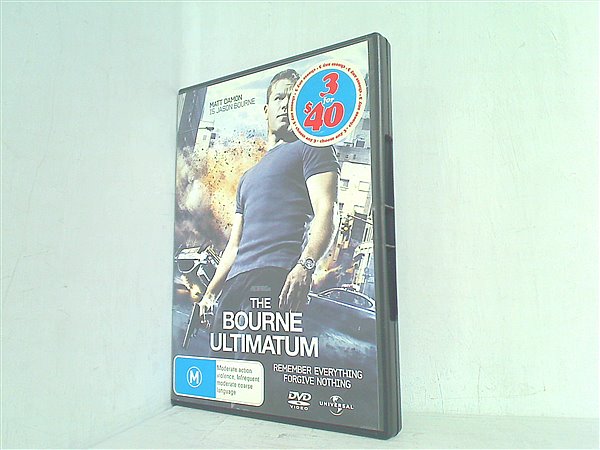 MATT DAMON
IS JASON BOURNE
3
for
$40
THE
BOURNE
ULTIMATUM
REMEMBER EVERYTHING
FORGIVE NOTHING
M
Moderate action
violence, Infrequent
moderate coarse
language
DVD
VIDEO
UNIVERSAL